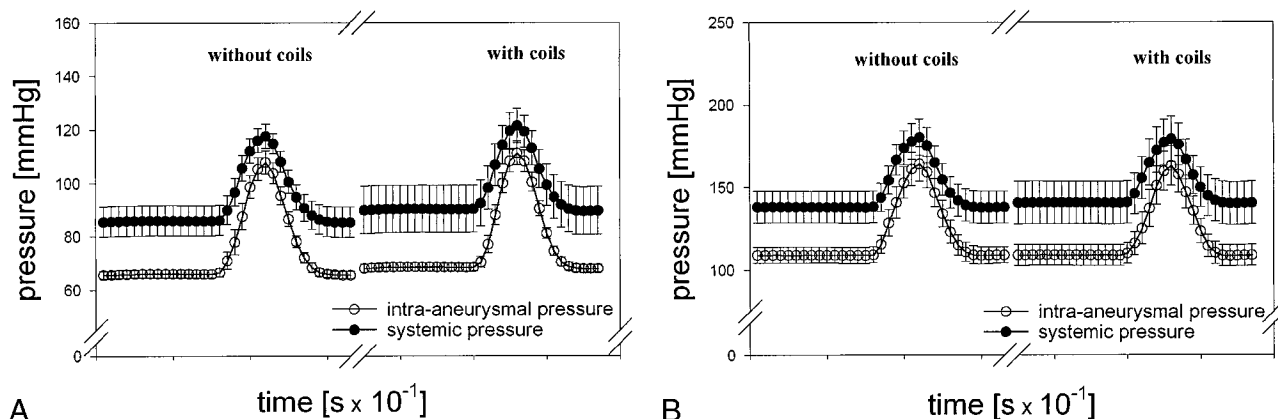 160
140
120
100
80
60
0
pressure [mmHg]
without coils
with coils
intra-aneurysmal pressure
systemic pressure
time [s x 10⁻¹]
A
250
200
150
100
0
pressure [mmHg]
without coils
with coils
intra-aneurysmal pressure
systemic pressure
time [s x 10⁻¹]
B